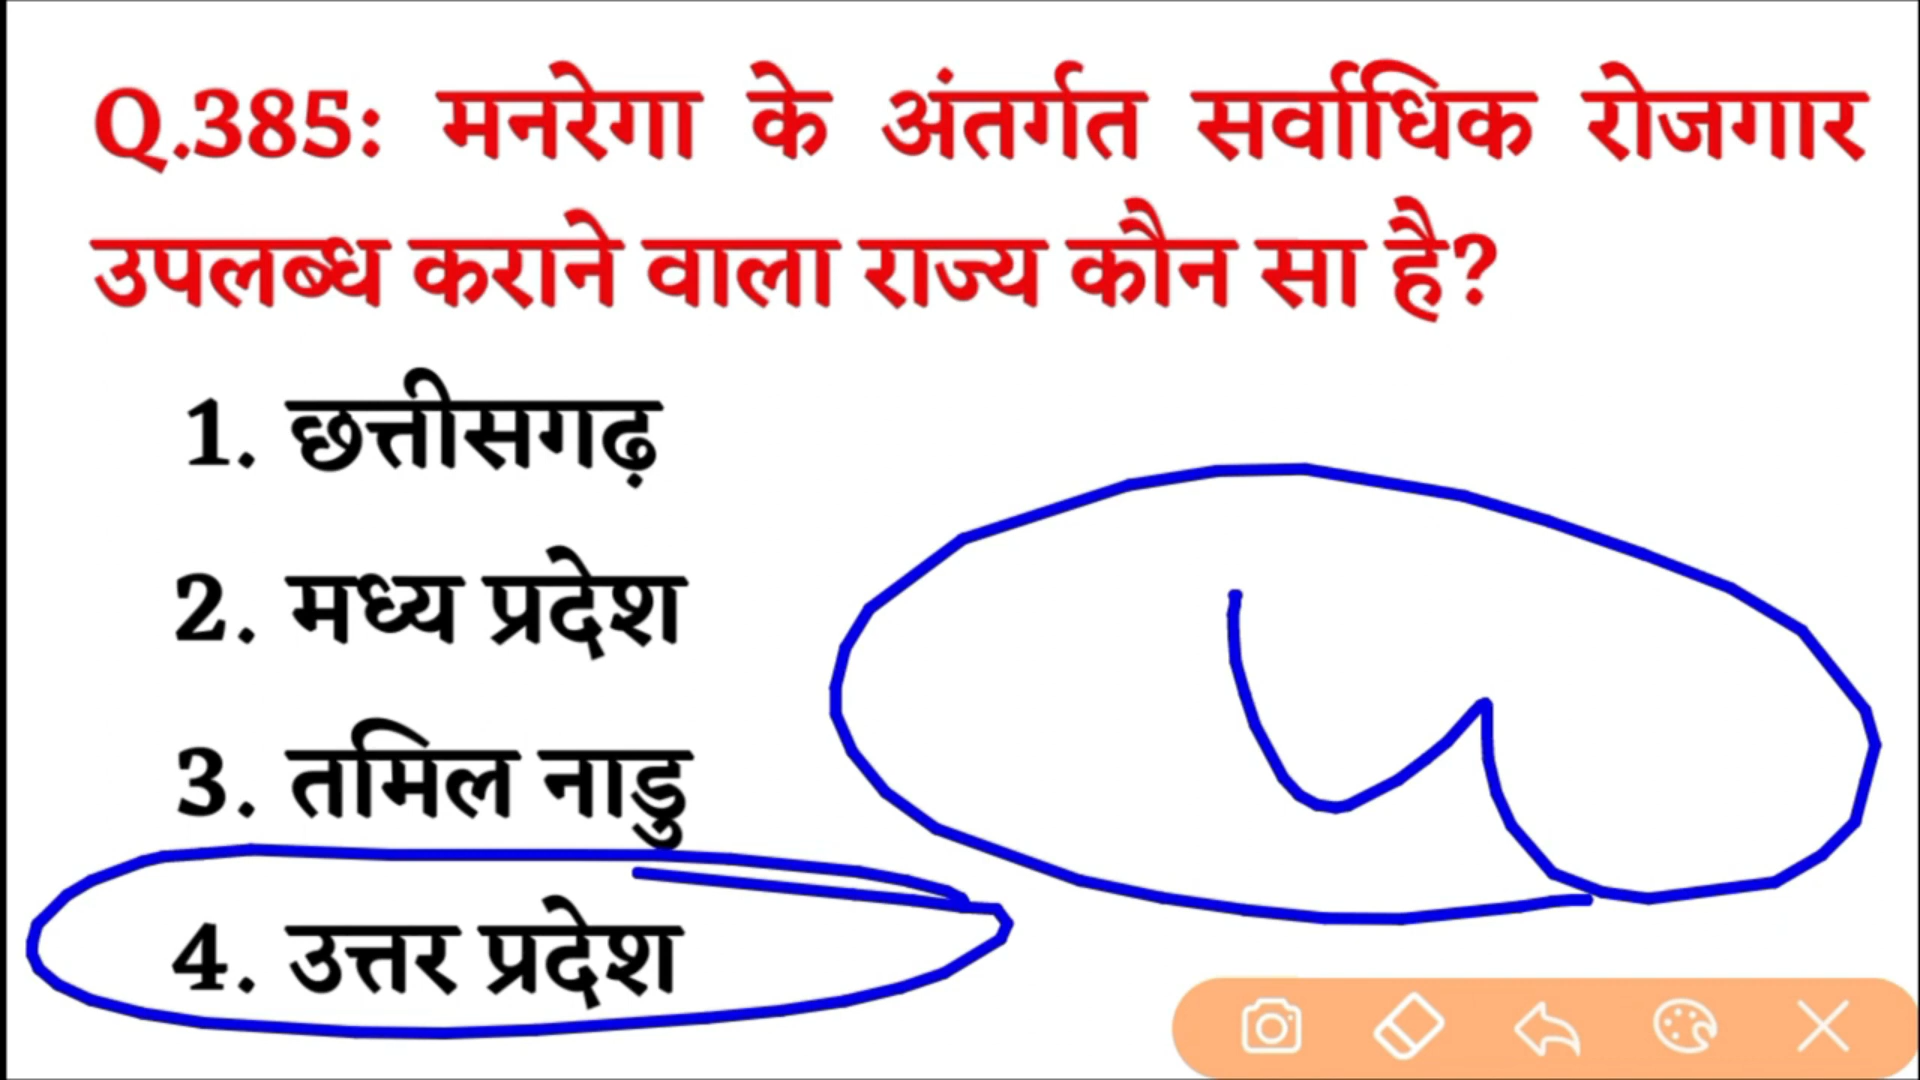 Q.385: मनरेगा के अंतर्गत सर्वाधिक रोजगार
उपलब्ध कराने वाला राज्य कौन सा है?
1. छत्तीसगढ़
2. मध्य प्रदेश
3. तमिल नाडु
4. उत्तर प्रदेश